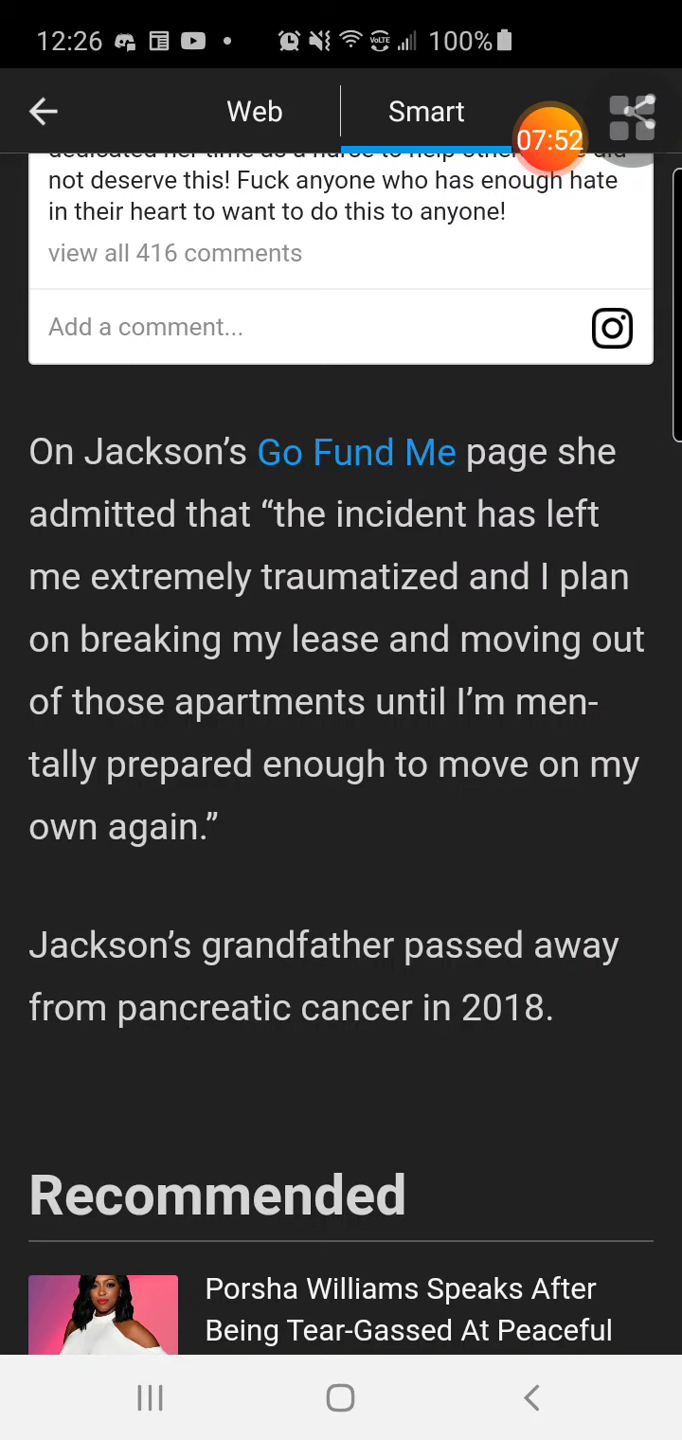 12:26
VoLTE
100%
Web
Smart
07:52
not deserve this! Fuck anyone who has enough hate
in their heart to want to do this to anyone!
view all 416 comments
Add a comment...
On Jackson’s Go Fund Me page she
admitted that “the incident has left
me extremely traumatized and I plan
on breaking my lease and moving out
of those apartments until I’m men-
tally prepared enough to move on my
own again.”
Jackson’s grandfather passed away
from pancreatic cancer in 2018.
Recommended
Porsha Williams Speaks After
Being Tear-Gassed At Peaceful